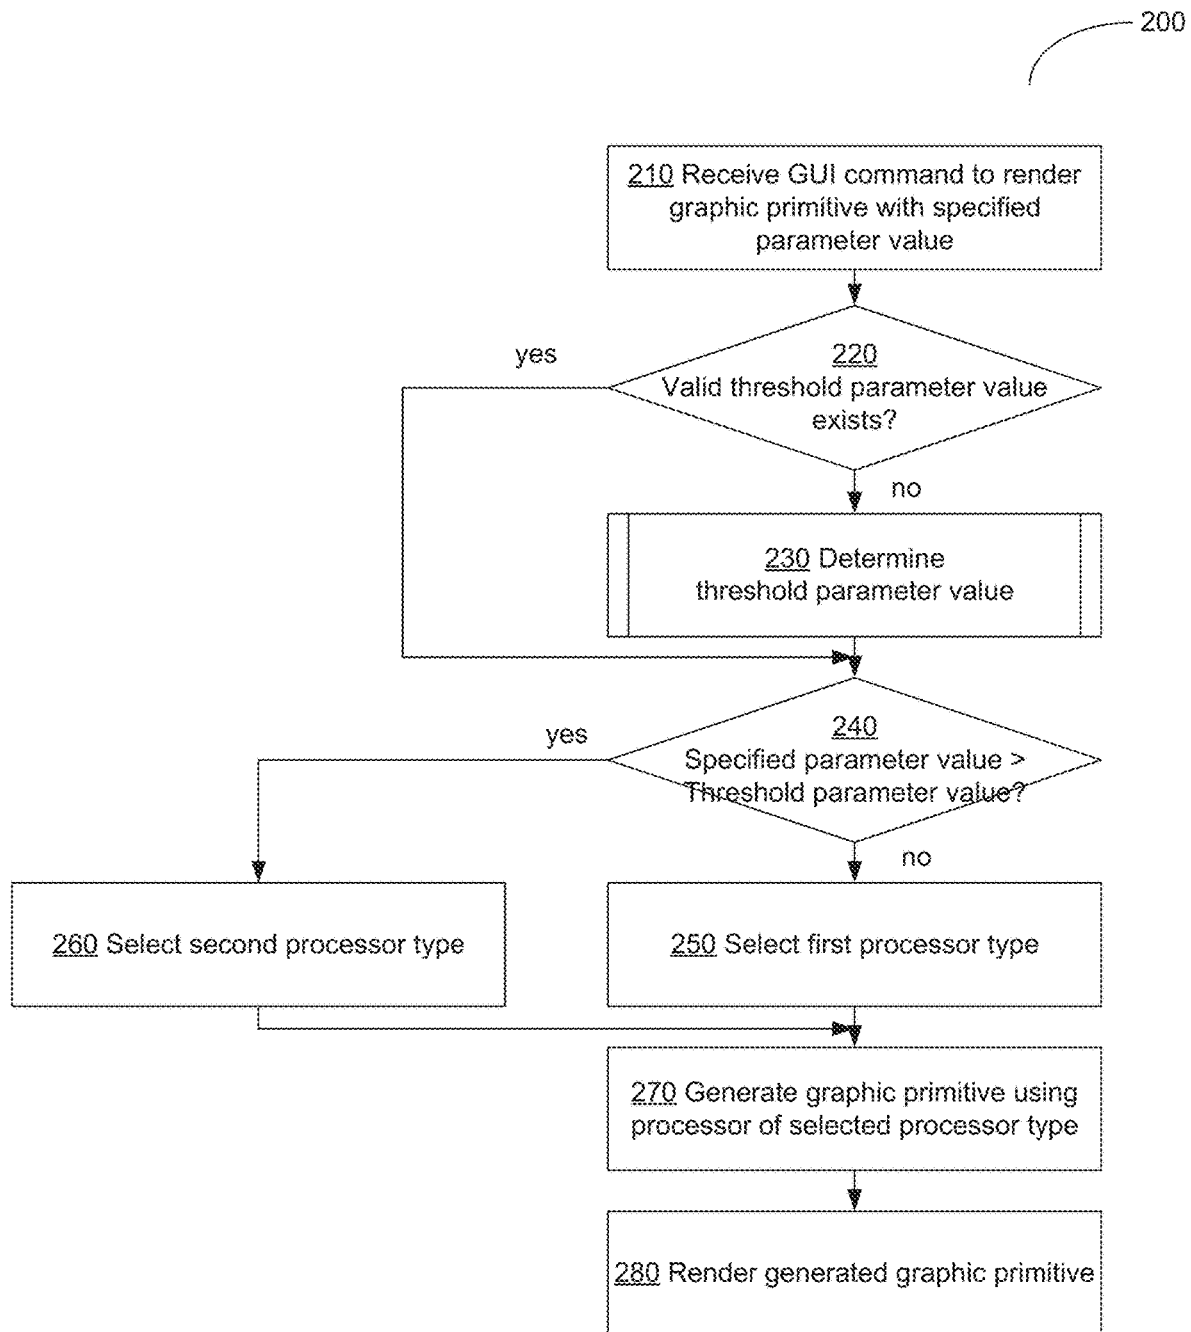 200
210 Receive GUI command to render
graphic primitive with specified
parameter value
yes
220
Valid threshold parameter value
exists?
no
230 Determine
threshold parameter value
yes
240
Specified parameter value >
Threshold parameter value?
no
260 Select second processor type
250 Select first processor type
270 Generate graphic primitive using
processor of selected processor type
280 Render generated graphic primitive